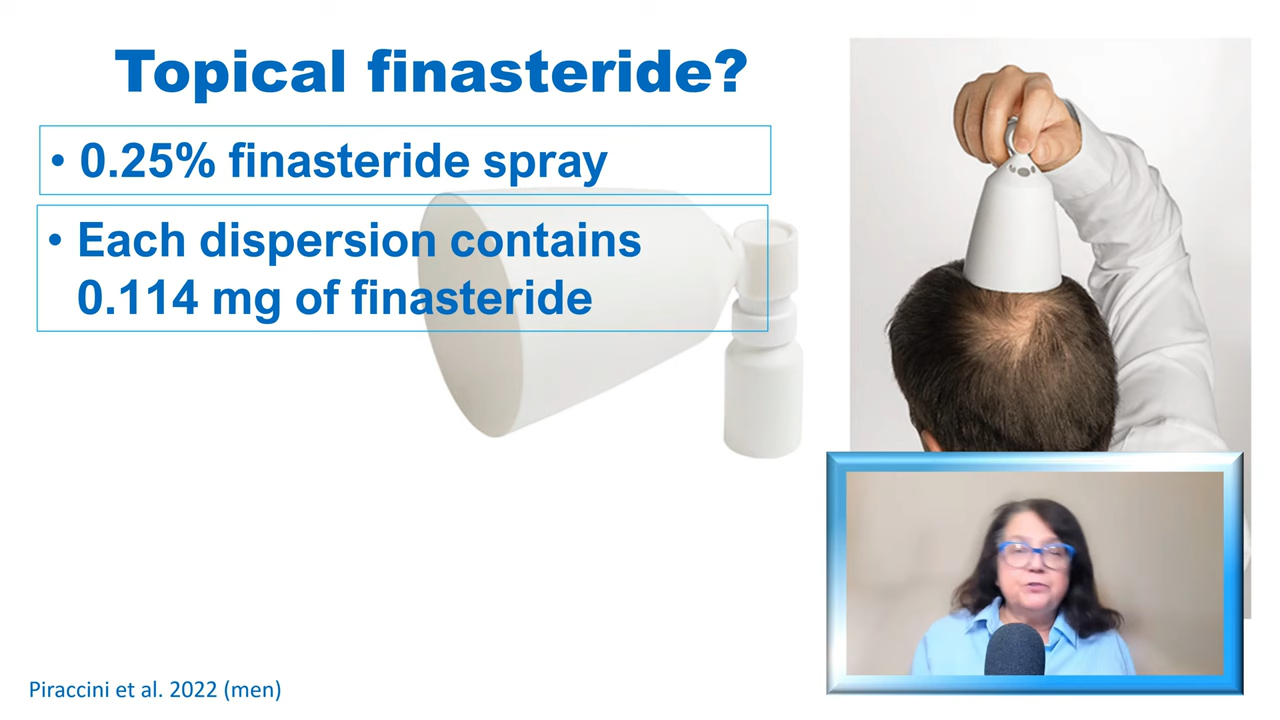 Topical finasteride?
• 0.25% finasteride spray
• Each dispersion contains
0.114 mg of finasteride
Piraccini et al. 2022 (men)